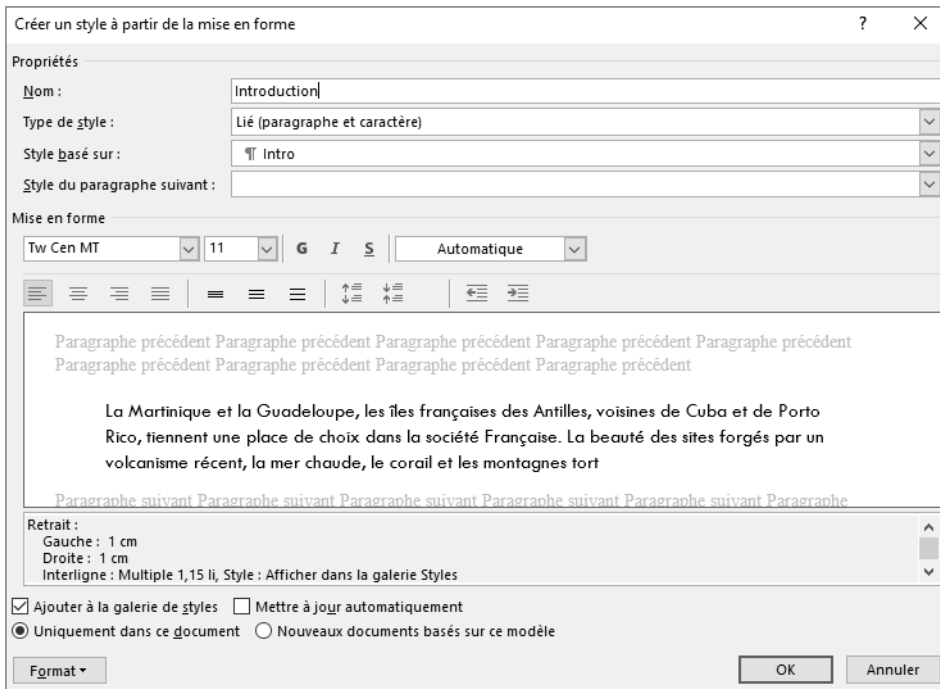 Créer un style à partir de la mise en forme ? ×
Propriétés
Nom : Introduction
Type de style : Lié (paragraphe et caractère)
Style basé sur : ¶ Intro
Style du paragraphe suivant :
Mise en forme
Tw Cen MT 11 G I S Automatique
Paragraphe précédent Paragraphe précédent Paragraphe précédent Paragraphe précédent Paragraphe précédent
Paragraphe précédent Paragraphe précédent Paragraphe précédent Paragraphe précédent
La Martinique et la Guadeloupe, les îles françaises des Antilles, voisines de Cuba et de Porto
Rico, tiennent une place de choix dans la société Française. La beauté des sites forgés par un
volcanisme récent, la mer chaude, le corail et les montagnes tort
Paragraphe suivant Paragraphe suivant Paragraphe suivant Paragraphe suivant Paragraphe suivant Paragraphe
Retrait :
Gauche : 1 cm
Droite : 1 cm
Interligne : Multiple 1,15 li, Style : Afficher dans la galerie Styles
Ajouter à la galerie de styles Mettre à jour automatiquement
Uniquement dans ce document Nouveaux documents basés sur ce modèle
Format OK Annuler